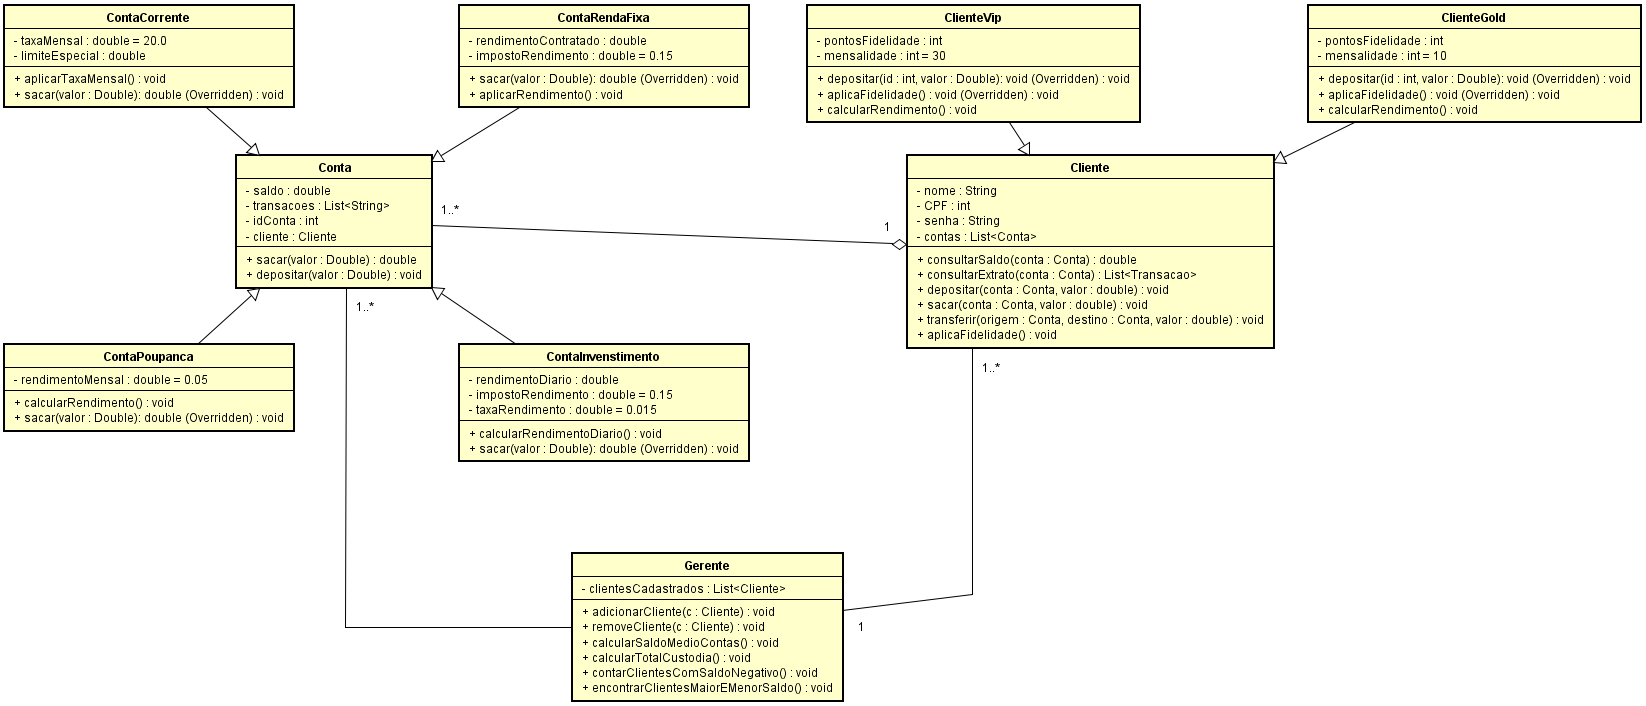 ContaCorrente
- taxaMensal : double = 20.0
- limiteEspecial : double
+ aplicarTaxaMensal() : void
+ sacar(valor : Double): double (Overridden) : void
ContaRendaFixa
- rendimentoContratado : double
- impostoRendimento : double = 0.15
+ sacar(valor : Double): double (Overridden) : void
+ aplicarRendimento() : void
ClienteVip
- pontosFidelidade : int
- mensalidade : int = 30
+ depositar(id : int, valor : Double): void (Overridden) : void
+ aplicaFidelidade() : void (Overridden) : void
+ calcularRendimento() : void
ClienteGold
- pontosFidelidade : int
- mensalidade : int = 10
+ depositar(id : int, valor : Double): void (Overridden) : void
+ aplicaFidelidade() : void (Overridden) : void
+ calcularRendimento() : void
Conta
- saldo : double
- transacoes : List<String>
- idConta : int
- cliente : Cliente
+ sacar(valor : Double) : double
+ depositar(valor : Double) : void
1..*
1
Cliente
- nome : String
- CPF : int
- senha : String
- contas : List<Conta>
+ consultarSaldo(conta : Conta) : double
+ consultarExtrato(conta : Conta) : List<Transacao>
+ depositar(conta : Conta, valor : double) : void
+ sacar(conta : Conta, valor : double) : void
+ transferir(origem : Conta, destino : Conta, valor : double) : void
+ aplicaFidelidade() : void
1..*
ContaPoupanca
- rendimentoMensal : double = 0.05
+ calcularRendimento() : void
+ sacar(valor : Double): double (Overridden) : void
ContaInvenstimento
- rendimentoDiario : double
- impostoRendimento : double = 0.15
- taxaRendimento : double = 0.015
+ calcularRendimentoDiario() : void
+ sacar(valor : Double): double (Overridden) : void
1..*
Gerente
- clientesCadastrados : List<Cliente>
+ adicionarCliente(c : Cliente) : void
+ removeCliente(c : Cliente) : void
+ calcularSaldoMedioContas() : void
+ calcularTotalCustodia() : void
+ contarClientesComSaldoNegativo() : void
+ encontrarClientesMaiorEMenorSaldo() : void
1